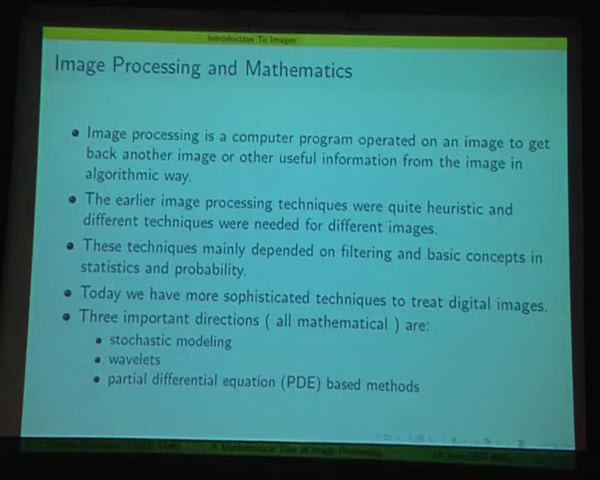 Introduction To Images
Image Processing and Mathematics
Image processing is a computer program operated on an image to get
back another image or other useful information from the image in
algorithmic way.
The earlier image processing techniques were quite heuristic and
different techniques were needed for different images.
These techniques mainly depended on filtering and basic concepts in
statistics and probability.
Today we have more sophisticated techniques to treat digital images.
Three important directions ( all mathematical ) are:
stochastic modeling
wavelets
partial differential equation (PDE) based methods
A Mathematical Tour of Image Processing